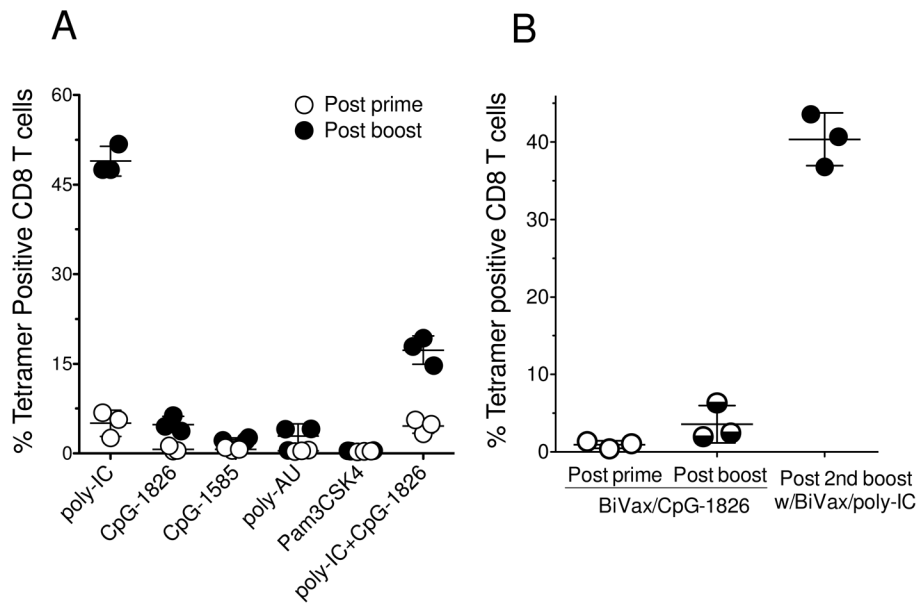 A
% Tetramer Positive CD8 T cells
60
45
30
15
0
Post prime
Post boost
poly-IC
CpG-1826
CpG-1585
poly-AU
Pam3CSK4
poly-IC+CpG-1826
B
% Tetramer positive CD8 T cells
40
30
20
10
0
Post prime
Post boost
BiVax/CpG-1826
Post 2nd boost
w/BiVax/poly-IC